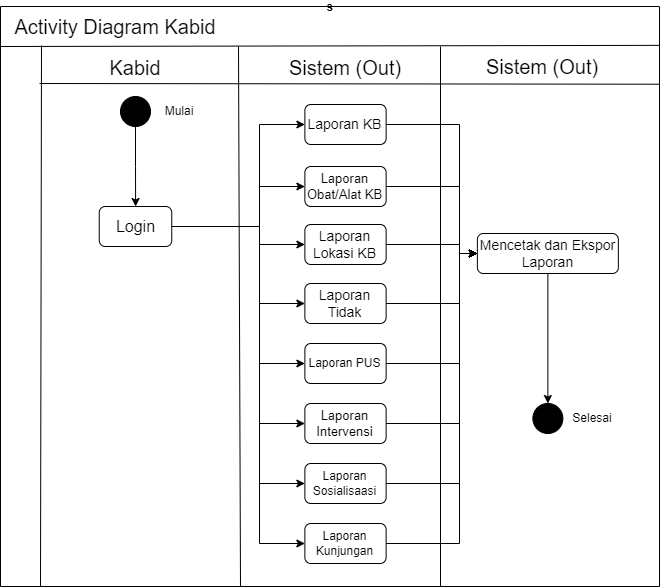 s
Activity Diagram Kabid
Kabid
Sistem (Out)
Sistem (Out)
Mulai
Login
Laporan KB
Laporan
Obat/Alat KB
Laporan
Lokasi KB
Laporan
Tidak
Laporan PUS
Laporan
Intervensi
Laporan
Sosialisaasi
Laporan
Kunjungan
Mencetak dan Ekspor
Laporan
Selesai